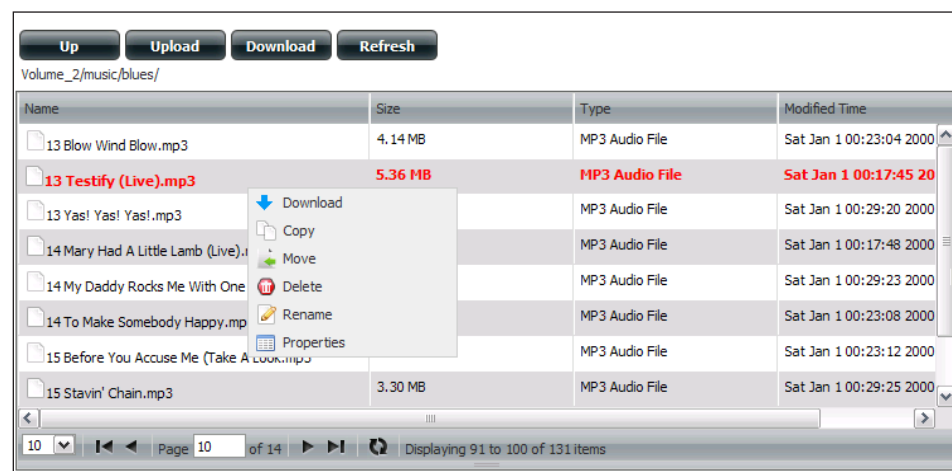 Up Upload Download Refresh
Volume_2/music/blues/
Name Size Type Modified Time
13 Blow Wind Blow.mp3 4.14 MB MP3 Audio File Sat Jan 1 00:23:04 2000
13 Testify (Live).mp3 5.36 MB MP3 Audio File Sat Jan 1 00:17:45 20
Download
13 Yas! Yas! Yas!.mp3 MP3 Audio File Sat Jan 1 00:29:20 2000
Copy
14 Mary Had A Little Lamb (Live). MP3 Audio File Sat Jan 1 00:17:48 2000
Move
14 My Daddy Rocks Me With One MP3 Audio File Sat Jan 1 00:29:23 2000
Delete
14 To Make Somebody Happy.mp MP3 Audio File Sat Jan 1 00:23:08 2000
Rename
Properties
15 Before You Accuse Me (Take A Look.mp3 MP3 Audio File Sat Jan 1 00:23:12 2000
15 Stavin' Chain.mp3 3.30 MB MP3 Audio File Sat Jan 1 00:29:25 2000
10 Page 10 of 14 Displaying 91 to 100 of 131 items